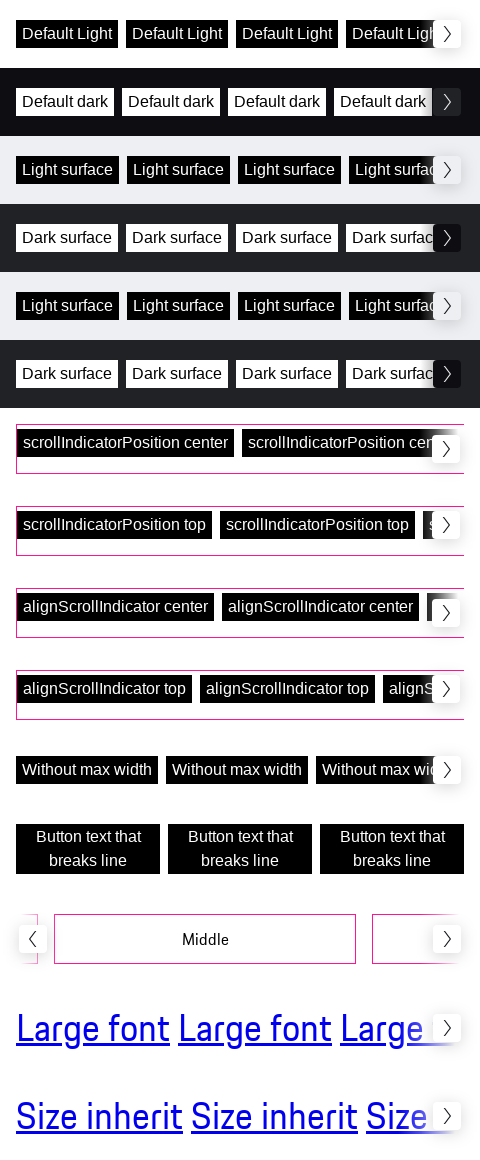 Default Light Default Light Default Light Default Light
Default dark Default dark Default dark Default dark
Light surface Light surface Light surface Light surface
Dark surface Dark surface Dark surface Dark surface
Light surface Light surface Light surface Light surface
Dark surface Dark surface Dark surface Dark surface
scrollIndicatorPosition center scrollIndicatorPosition cen
scrollIndicatorPosition top scrollIndicatorPosition top
alignScrollIndicator center alignScrollIndicator center
alignScrollIndicator top alignScrollIndicator top alignS
Without max width Without max width Without max wid
Button text that Button text that Button text that
breaks line breaks line breaks line
Middle
Large font Large font Large
Size inherit Size inherit Size